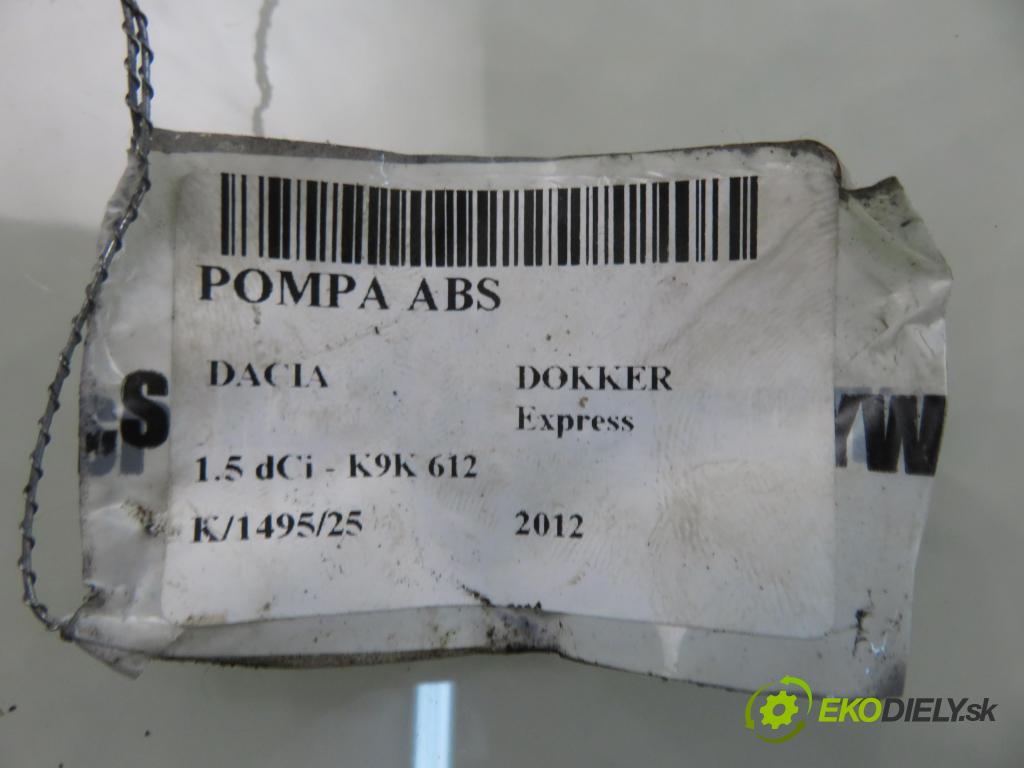 POMPA ABS
DACIA DOKKER
Express
1.5 dCi - K9K 612
K/1495/25 2012
EKODIELY.sk